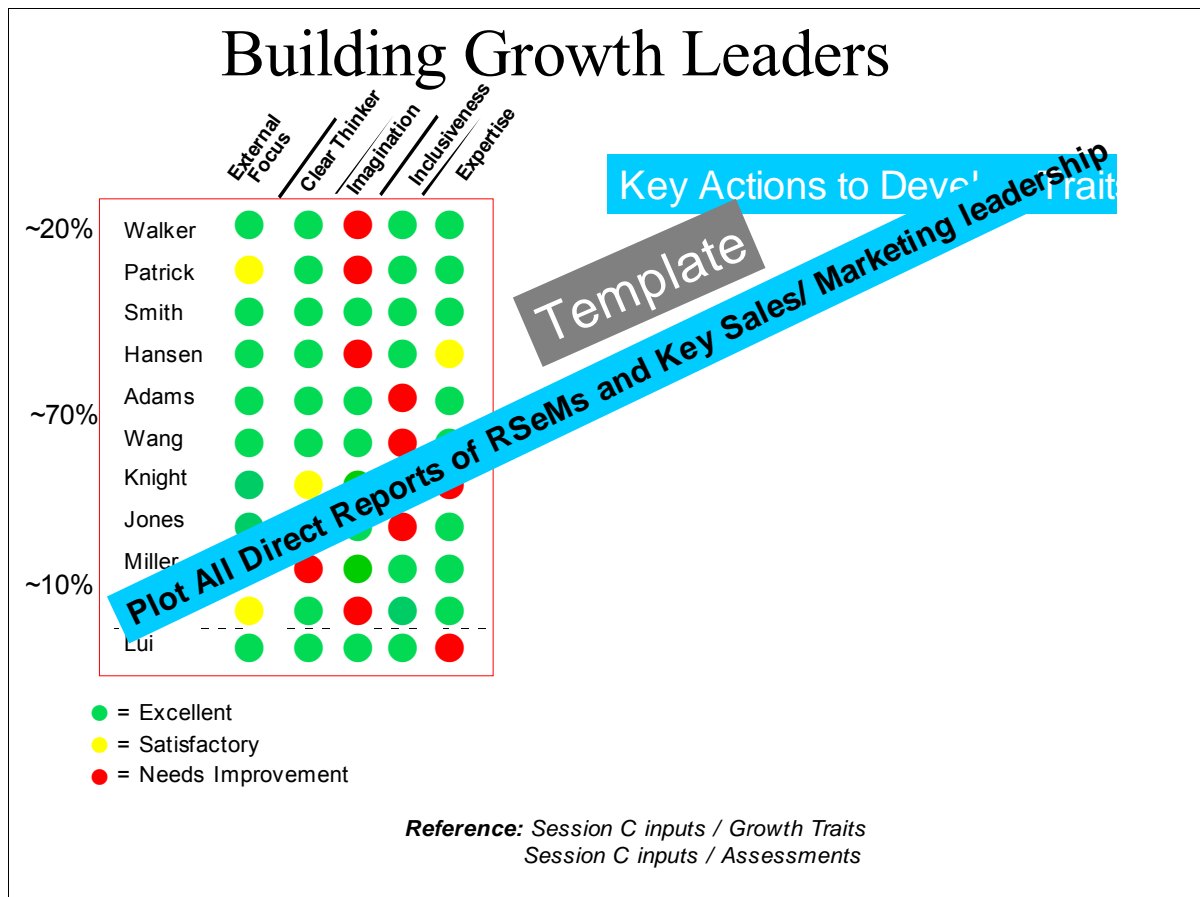 Building Growth Leaders
External
Focus
Clear Thinker
Imagination
Inclusiveness
Expertise
Key Actions to Traits
Template
Plot All Direct Reports of RSeMs and Key Sales/ Marketing leadership
~20%
Walker
Patrick
Smith
Hansen
Adams
~70%
Wang
Knight
Jones
Miller
~10%
Lui
= Excellent
= Satisfactory
= Needs Improvement
Reference: Session C inputs / Growth Traits
Session C inputs / Assessments